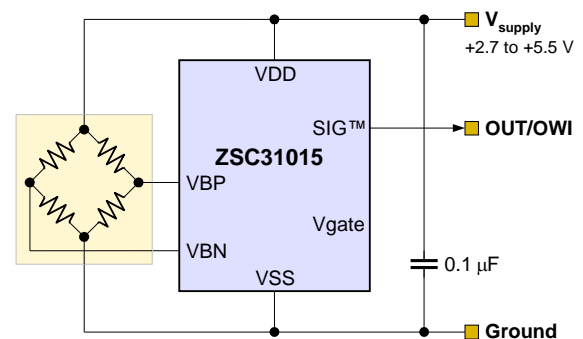 Vsupply
+2.7 to +5.5 V
VDD
SIG™
OUT/OWI
ZSC31015
VBP
Vgate
VBN
0.1 µF
VSS
Ground